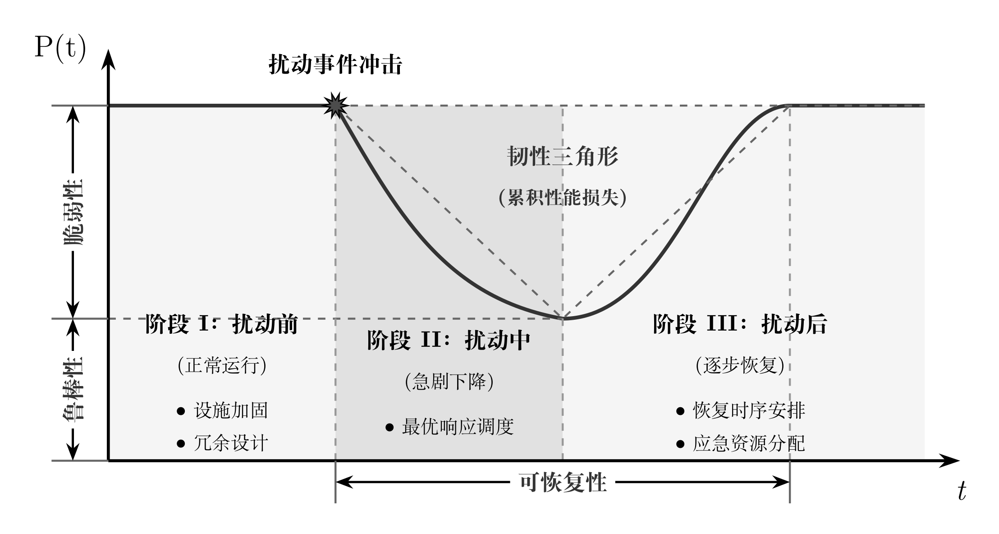 P(t)
扰动事件冲击
韧性三角形
(累积性能损失)
脆弱性
鲁棒性
阶段 I：扰动前
(正常运行)
● 设施加固
● 冗余设计
阶段 II：扰动中
(急剧下降)
● 最优响应调度
阶段 III：扰动后
(逐步恢复)
● 恢复时序安排
● 应急资源分配
可恢复性
t